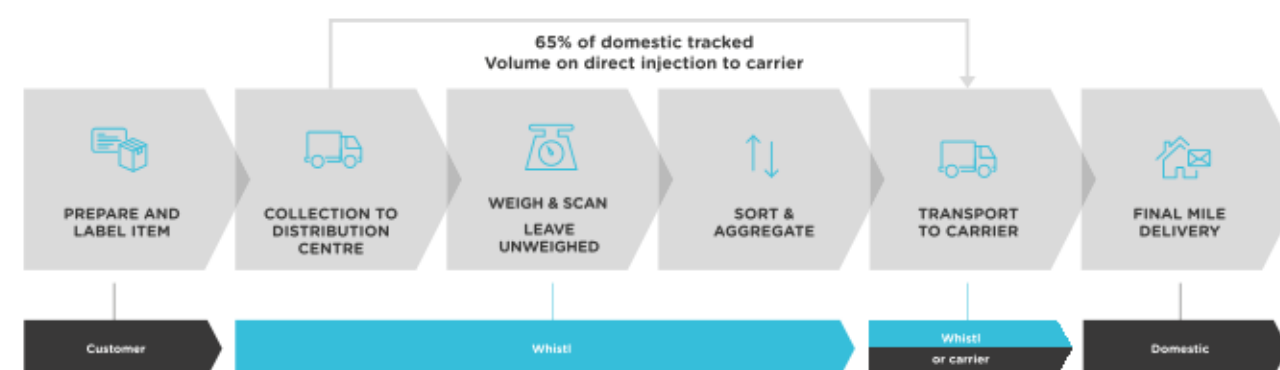 65% of domestic tracked
Volume on direct injection to carrier
PREPARE AND
LABEL ITEM
COLLECTION TO
DISTRIBUTION
CENTRE
WEIGH & SCAN
LEAVE
UNWEIGHED
SORT &
AGGREGATE
TRANSPORT
TO CARRIER
FINAL MILE
DELIVERY
Customer
Whistl
Whistl
or carrier
Domestic